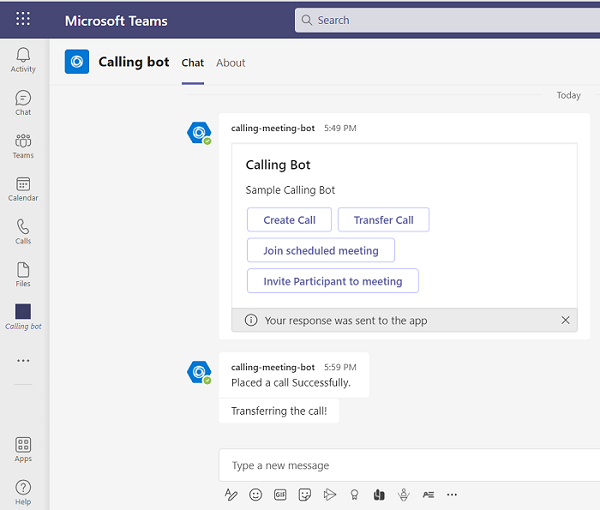 Microsoft Teams
Search
Activity
Chat
Teams
Calendar
Calls
Files
Calling bot
Apps
Help
Calling bot Chat About
Today
calling-meeting-bot 5:49 PM
Calling Bot
Sample Calling Bot
Create Call Transfer Call
Join scheduled meeting
Invite Participant to meeting
Your response was sent to the app
calling-meeting-bot 5:59 PM
Placed a call Successfully.
Transferring the call!
Type a new message
GIF